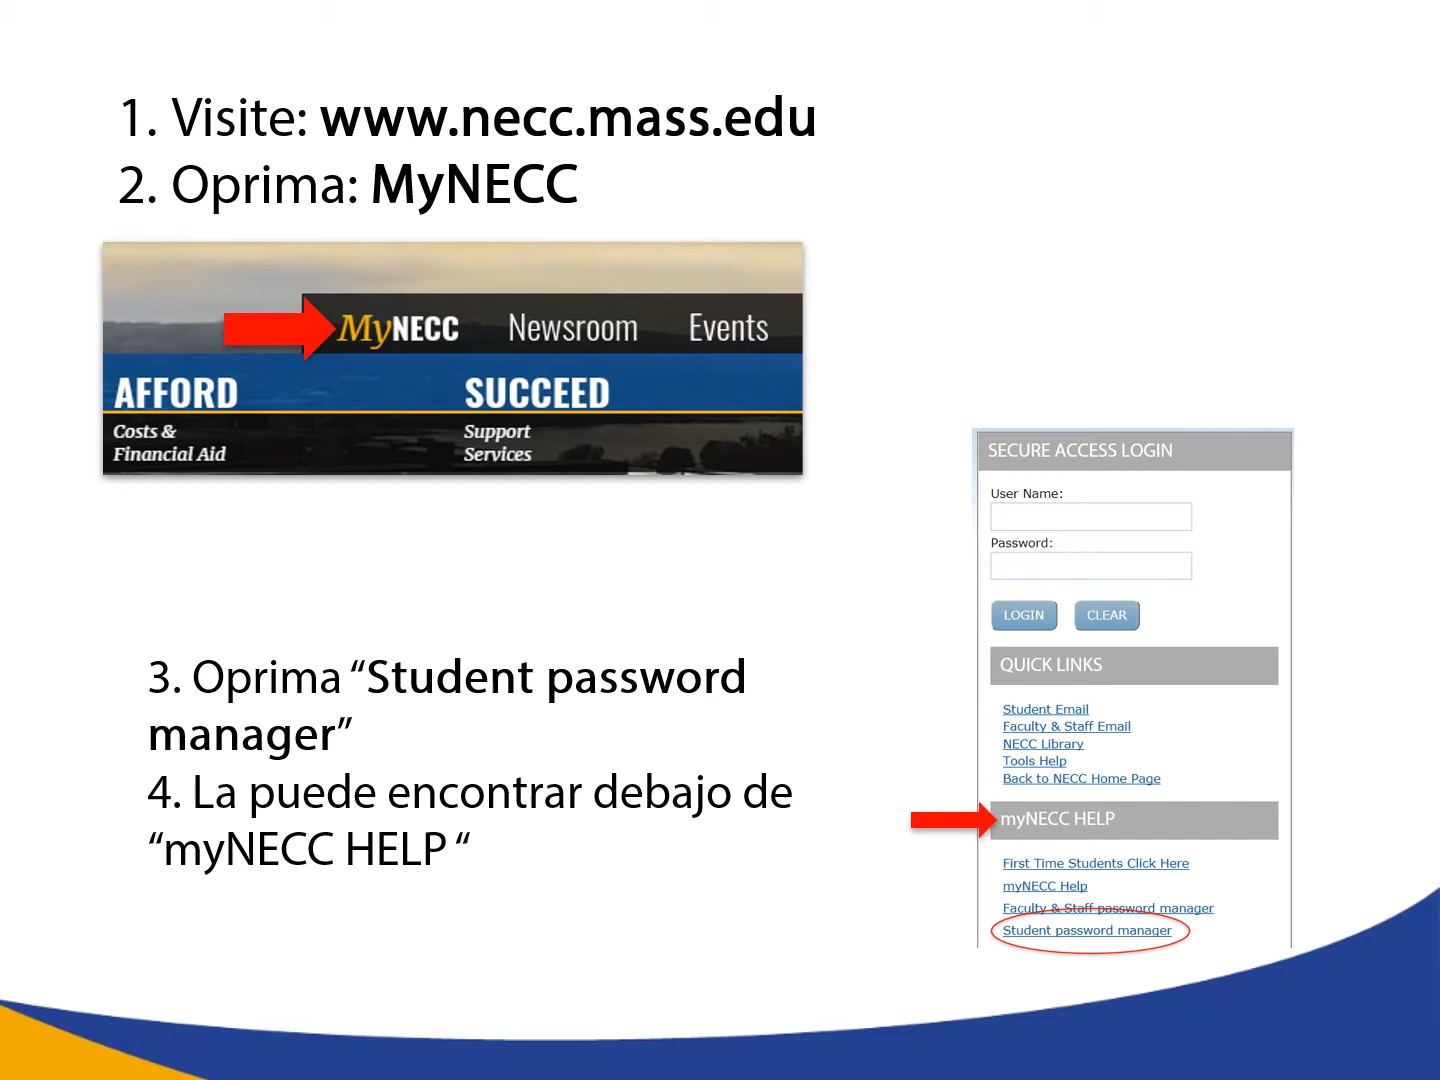 1. Visite: www.necc.mass.edu
2. Oprima: MyNECC
MyNECC Newsroom Events
AFFORD SUCCEED
Costs & Support
Financial Aid Services
3. Oprima “Student password
manager”
4. La puede encontrar debajo de
“myNECC HELP “
SECURE ACCESS LOGIN
User Name:
Password:
LOGIN CLEAR
QUICK LINKS
Student Email
Faculty & Staff Email
NECC Library
Tools Help
Back to NECC Home Page
myNECC HELP
First Time Students Click Here
myNECC Help
Faculty & Staff password manager
Student password manager